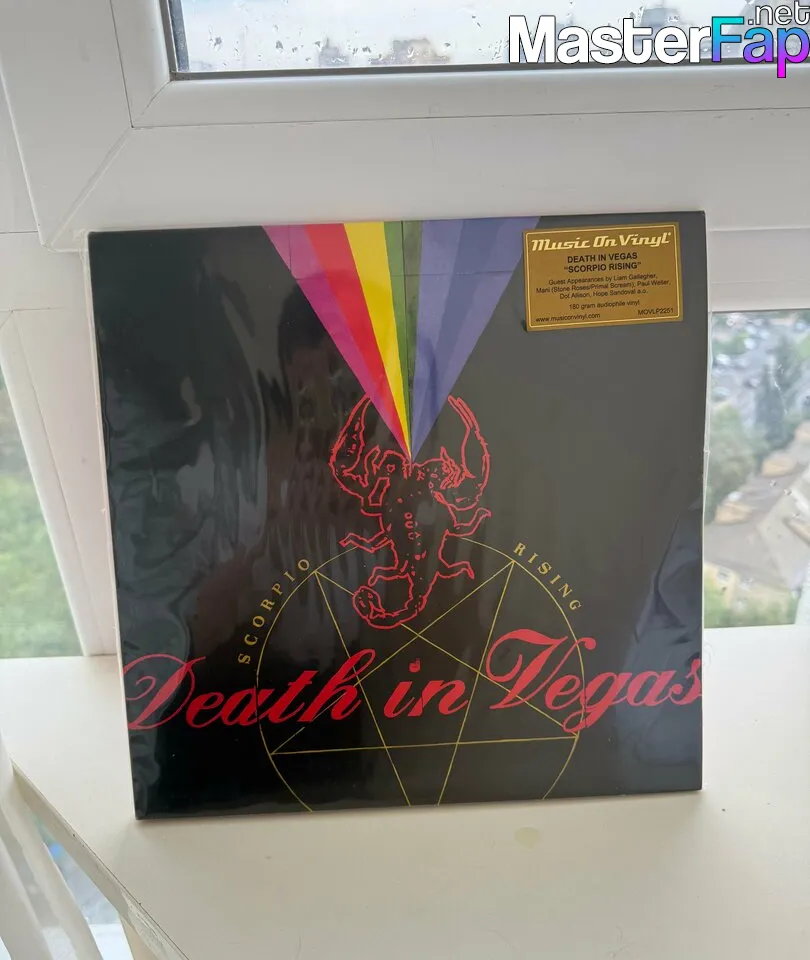 MasterFap
.net
Music On Vinyl
DEATH IN VEGAS
"SCORPIO RISING"
Guest Appearances by Liam Gallagher,
Mani (Stone Roses/Primal Scream), Paul Weller,
Dot Allison, Hope Sandoval a.o.
180 gram audiophile vinyl
www.musiconvinyl.com MOVLP2251
SCORPIO RISING
Death in Vegas